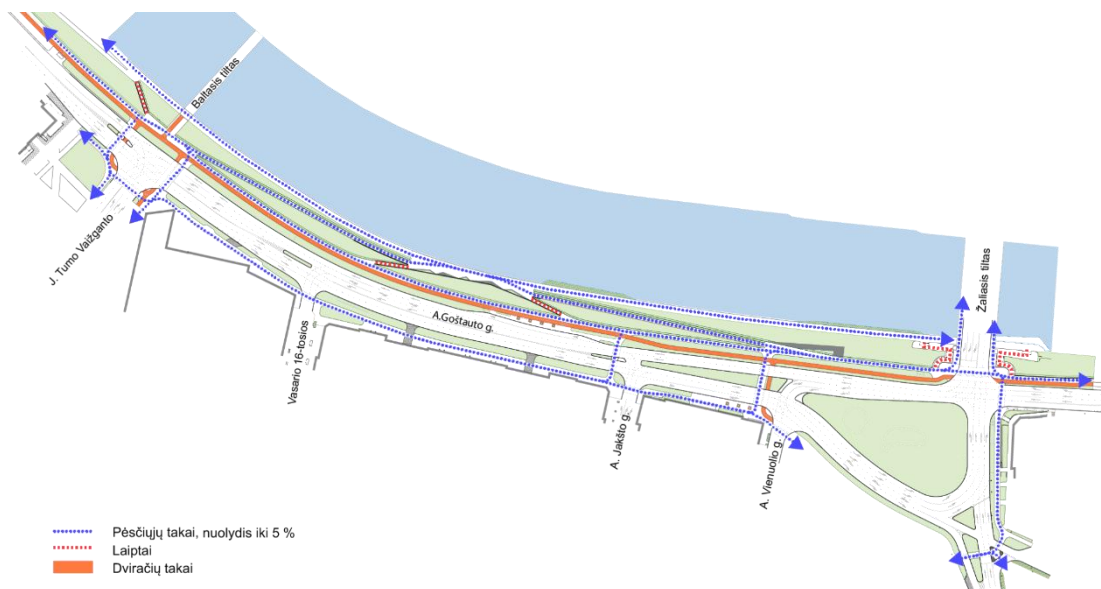 Baltasis tiltas
J. Tumo Vaižganto
Vasario 16-tosios
A.Goštauto g.
A. Jakšto g.
A. Vienuolio g.
Žaliasis tiltas
Pėsčiųjų takai, nuolydis iki 5 %
Laiptai
Dviračių takai